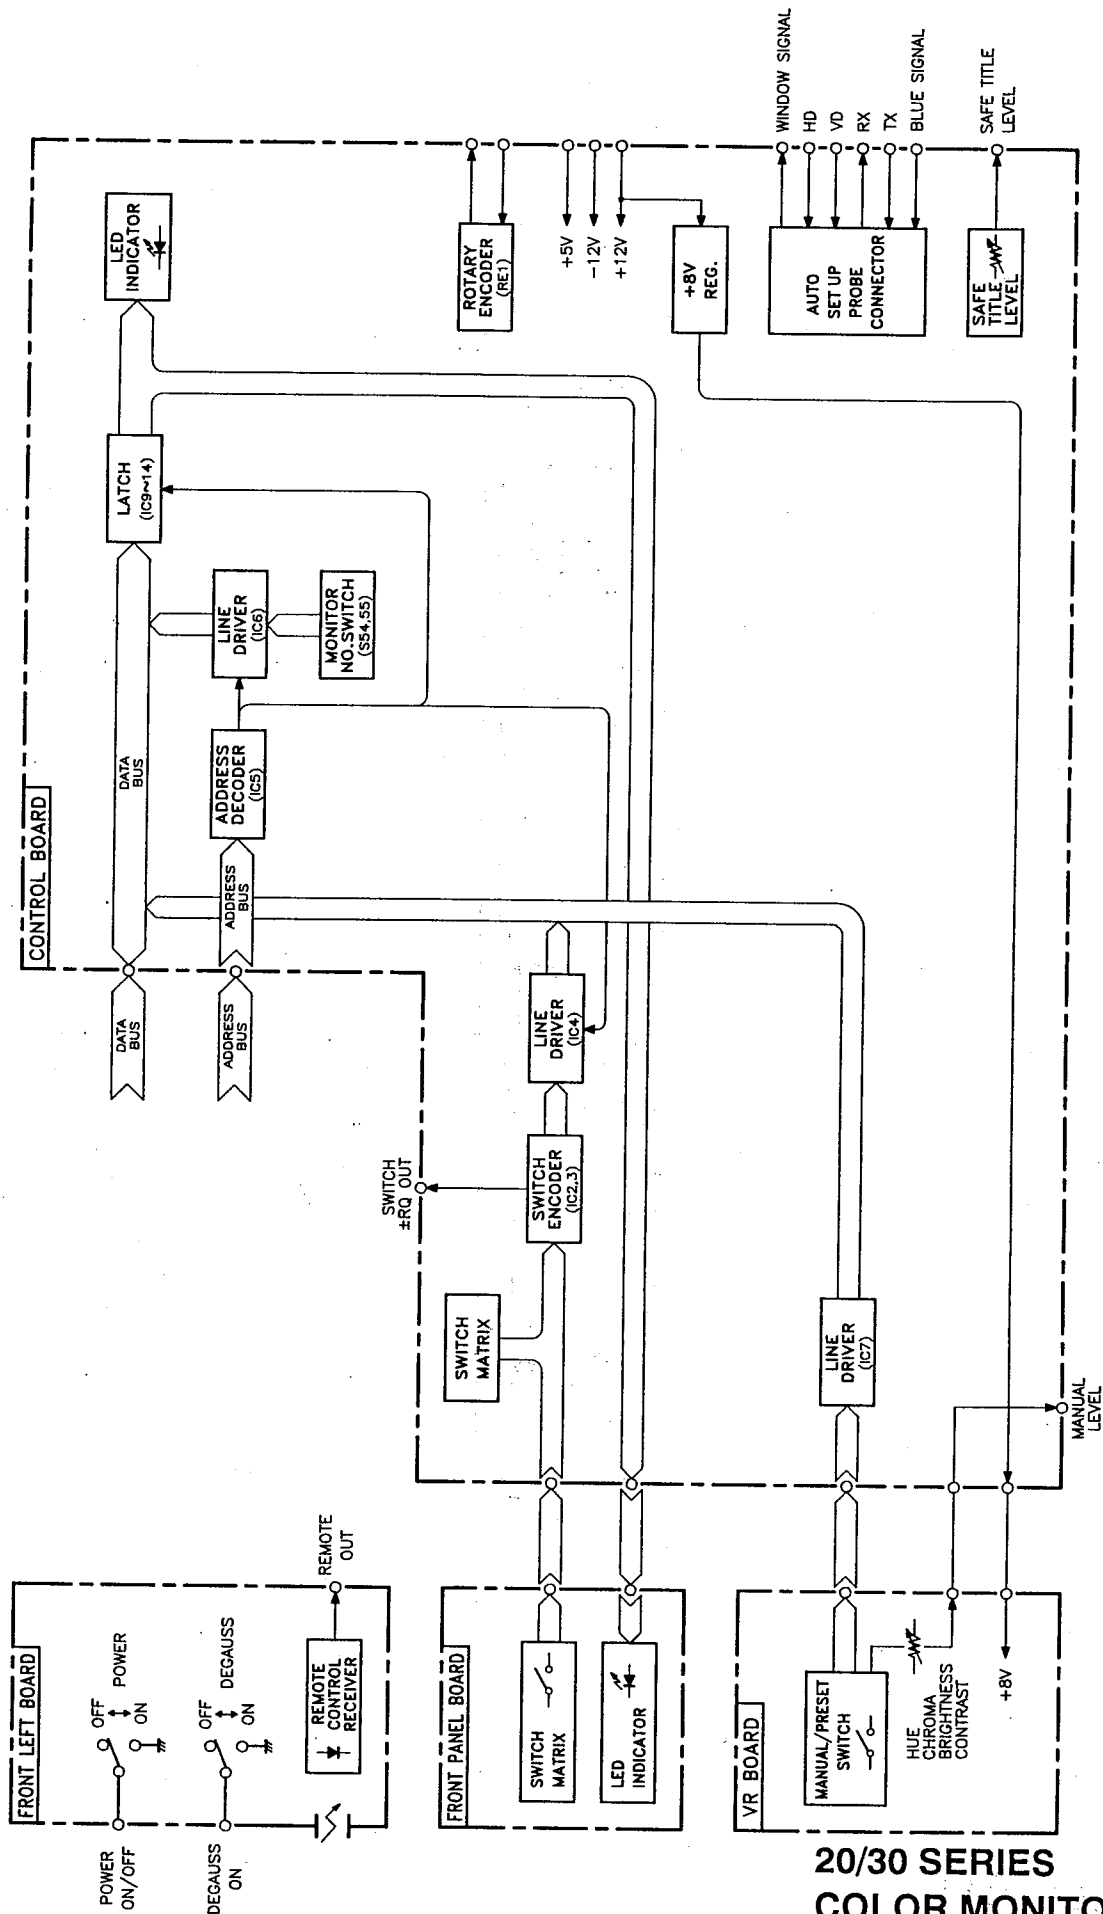 FRONT LEFT BOARD
POWER
ON/OFF
OFF
ON
POWER
DEGAUSS
ON
OFF
ON
DEGAUSS
REMOTE
CONTROL
RECEIVER
REMOTE
OUT
FRONT PANEL BOARD
SWITCH
MATRIX
LED
INDICATOR
VR BOARD
MANUAL/PRESET
SWITCH
HUE
CHROMA
BRIGHTNESS
CONTRAST
+8V
CONTROL BOARD
DATA
BUS
DATA
BUS
ADDRESS
BUS
ADDRESS
BUS
ADDRESS
DECODER
(IC5)
LINE
DRIVER
(IC6)
MONITOR
NO.SWITCH
(S54,55)
LATCH
(IC9~14)
LED
INDICATOR
SWITCH
±RQ OUT
SWITCH
MATRIX
SWITCH
ENCODER
(IC2,3)
LINE
DRIVER
(IC4)
LINE
DRIVER
(IC7)
MANUAL
LEVEL
ROTARY
ENCODER
(RE1)
+5V
-12V
+12V
+8V
REG.
AUTO
SET UP
PROBE
CONNECTOR
WINDOW SIGNAL
HD
VD
RX
TX
BLUE SIGNAL
SAFE
TITLE
LEVEL
SAFE TITLE
LEVEL
20/30 SERIES
COLOR MONITO